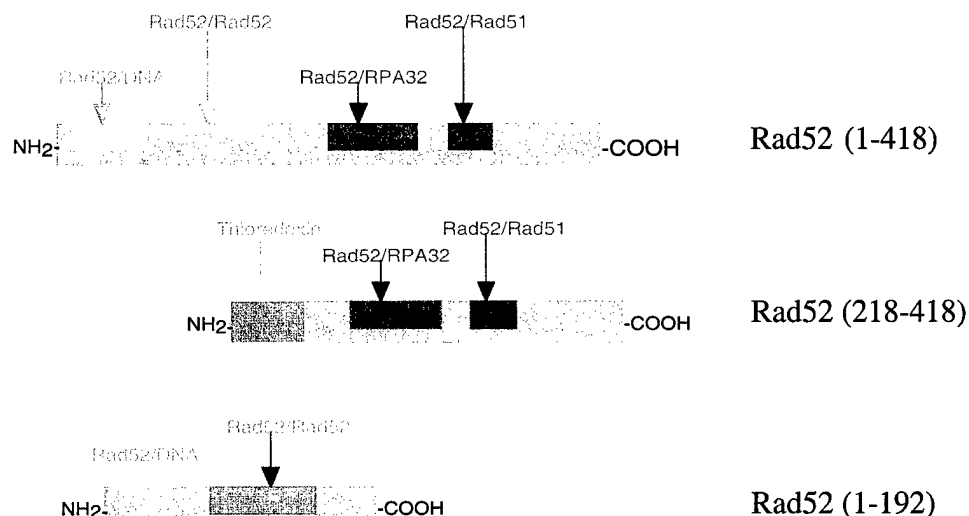 Rad52/Rad52 Rad52/Rad51
Rad52/DNA Rad52/RPA32
NH2- -COOH Rad52 (1-418)
Thioredoxin Rad52/Rad51
Rad52/RPA32
NH2- -COOH Rad52 (218-418)
Rad52/Rad52
Rad52/DNA
NH2- -COOH Rad52 (1-192)